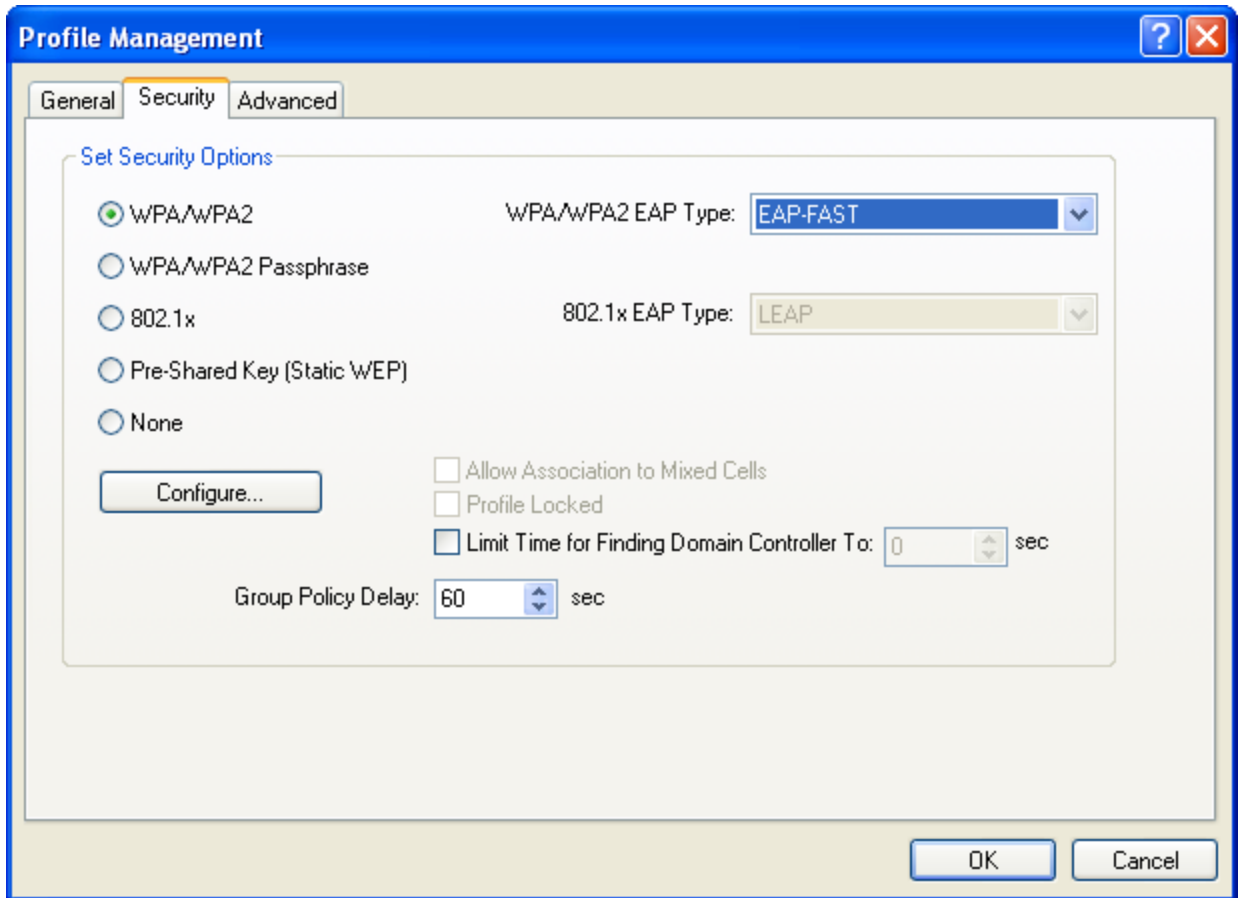 Profile Management
General Security Advanced
Set Security Options
WPA/WPA2 WPA/WPA2 EAP Type: EAP-FAST
WPA/WPA2 Passphrase
802.1x 802.1x EAP Type: LEAP
Pre-Shared Key (Static WEP)
None
Allow Association to Mixed Cells
Configure...
Profile Locked
Limit Time for Finding Domain Controller To: 0 sec
Group Policy Delay: 60 sec
OK Cancel